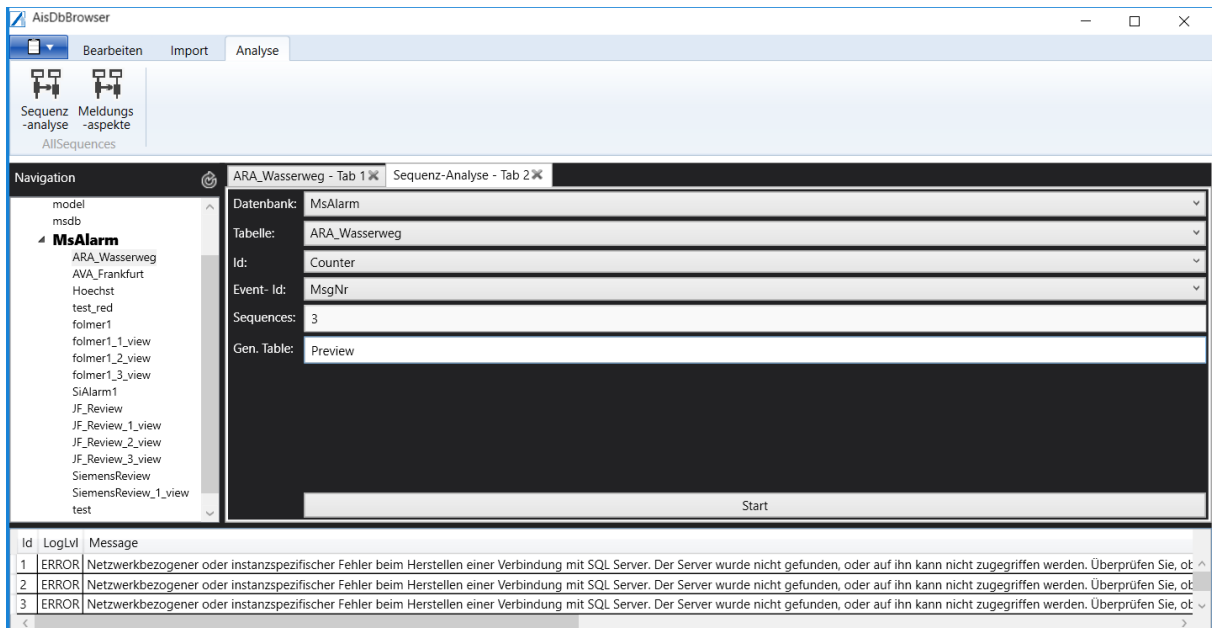 AisDbBrowser
Bearbeiten Import Analyse
Sequenz Meldungs
-analyse -aspekte
AllSequences
Navigation
model
msdb
MsAlarm
ARA_Wasserweg
AVA_Frankfurt
Hoechst
test_red
folmer1
folmer1_1_view
folmer1_2_view
folmer1_3_view
SiAlarm1
JF_Review
JF_Review_1_view
JF_Review_2_view
JF_Review_3_view
SiemensReview
SiemensReview_1_view
test
ARA_Wasserweg - Tab 1 Sequenz-Analyse - Tab 2
Datenbank: MsAlarm
Tabelle: ARA_Wasserweg
Id: Counter
Event- Id: MsgNr
Sequences: 3
Gen. Table: Preview
Start
Id LogLvl Message
1 ERROR Netzwerkbezogener oder instanzspezifischer Fehler beim Herstellen einer Verbindung mit SQL Server. Der Server wurde nicht gefunden, oder auf ihn kann nicht zugegriffen werden. Überprüfen Sie, ob
2 ERROR Netzwerkbezogener oder instanzspezifischer Fehler beim Herstellen einer Verbindung mit SQL Server. Der Server wurde nicht gefunden, oder auf ihn kann nicht zugegriffen werden. Überprüfen Sie, ob
3 ERROR Netzwerkbezogener oder instanzspezifischer Fehler beim Herstellen einer Verbindung mit SQL Server. Der Server wurde nicht gefunden, oder auf ihn kann nicht zugegriffen werden. Überprüfen Sie, ob